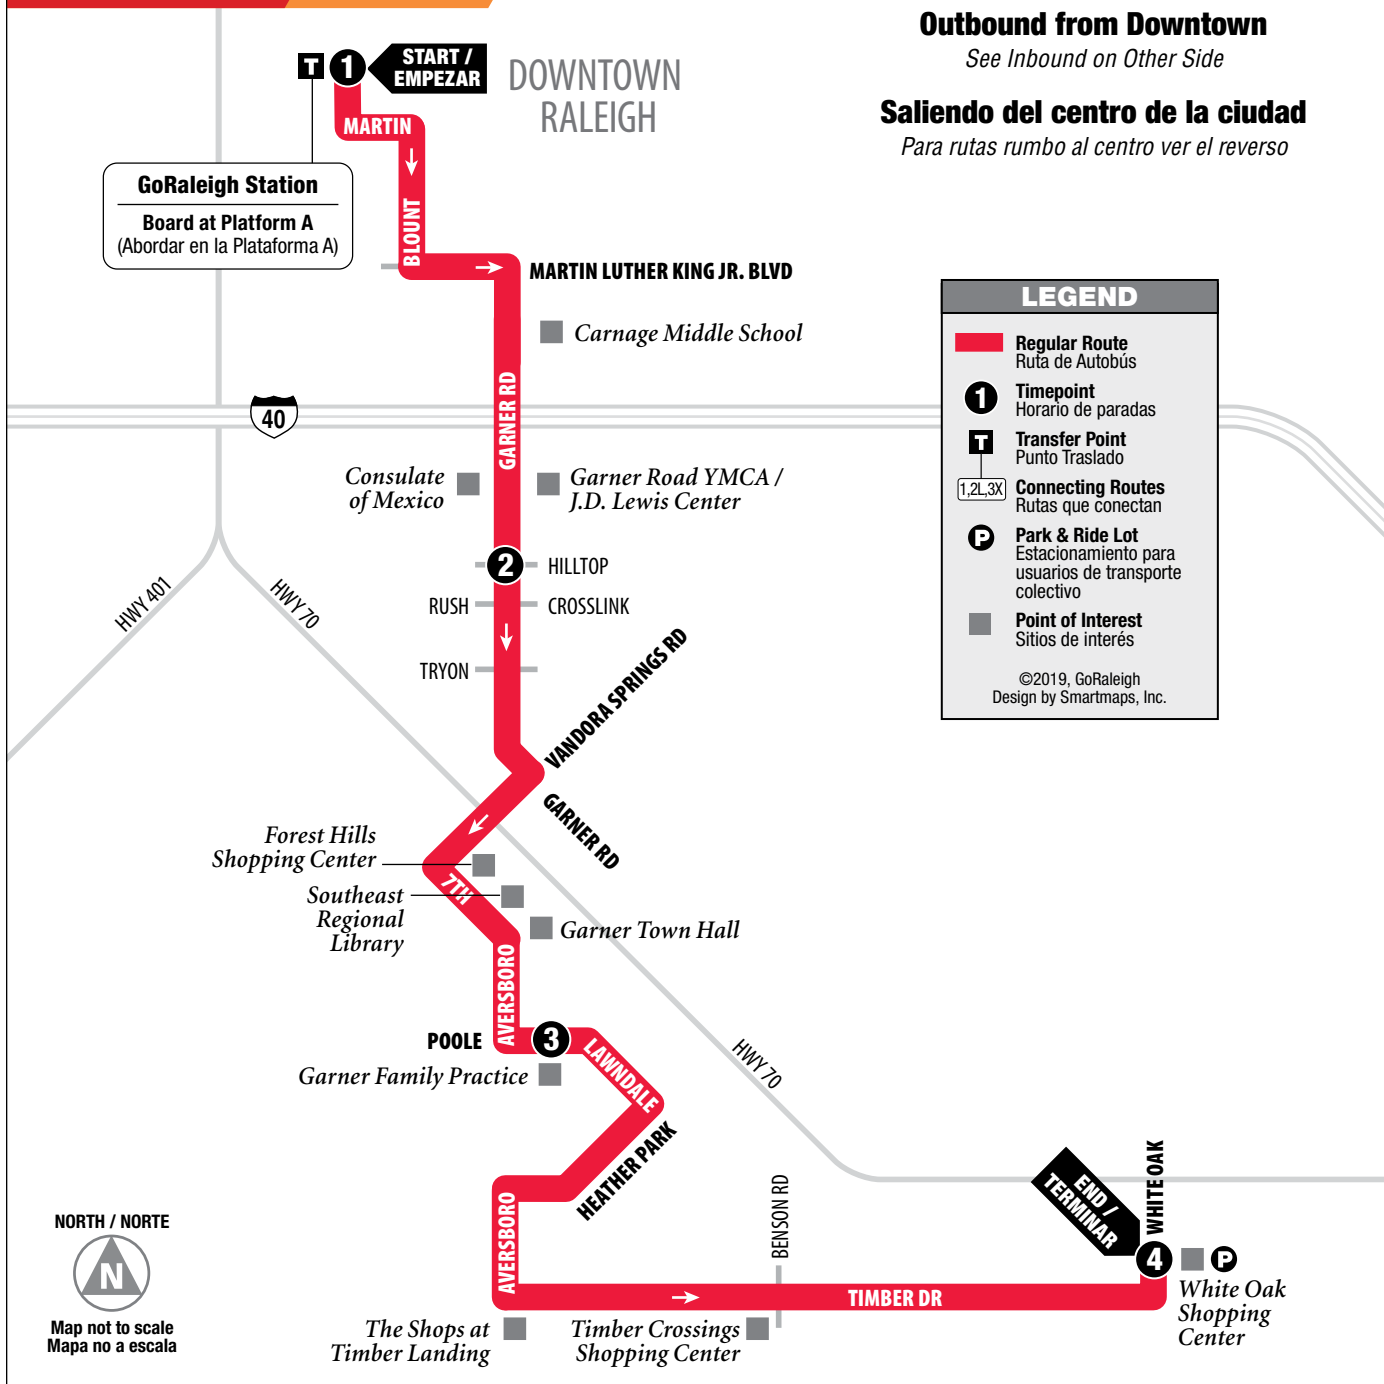 Outbound from Downtown
See Inbound on Other Side
Saliendo del centro de la ciudad
Para rutas rumbo al centro ver el reverso
T
1
START /
EMPEZAR
DOWNTOWN
RALEIGH
MARTIN
GoRaleigh Station
Board at Platform A
(Abordar en la Plataforma A)
BLOUNT
MARTIN LUTHER KING JR. BLVD
Carnage Middle School
GARNER RD
40
Consulate
of Mexico
Garner Road YMCA /
J.D. Lewis Center
2
HILLTOP
RUSH
CROSSLINK
TRYON
HWY 401
HWY 70
VANDORA SPRINGS RD
GARNER RD
Forest Hills
Shopping Center
7TH
Southeast
Regional
Library
Garner Town Hall
AVERSBORO
POOLE
3
LAWNDALE
Garner Family Practice
HEATHER PARK
HWY 70
AVERSBORO
BENSON RD
END /
TERMINAR
WHITE OAK
4
P
White Oak
Shopping
Center
TIMBER DR
The Shops at
Timber Landing
Timber Crossings
Shopping Center
NORTH / NORTE
N
Map not to scale
Mapa no a escala
LEGEND
Regular Route
Ruta de Autobús
1
Timepoint
Horario de paradas
T
Transfer Point
Punto Traslado
1,2L,3X
Connecting Routes
Rutas que conectan
P
Park & Ride Lot
Estacionamiento para
usuarios de transporte
colectivo
Point of Interest
Sitios de interés
©2019, GoRaleigh
Design by Smartmaps, Inc.